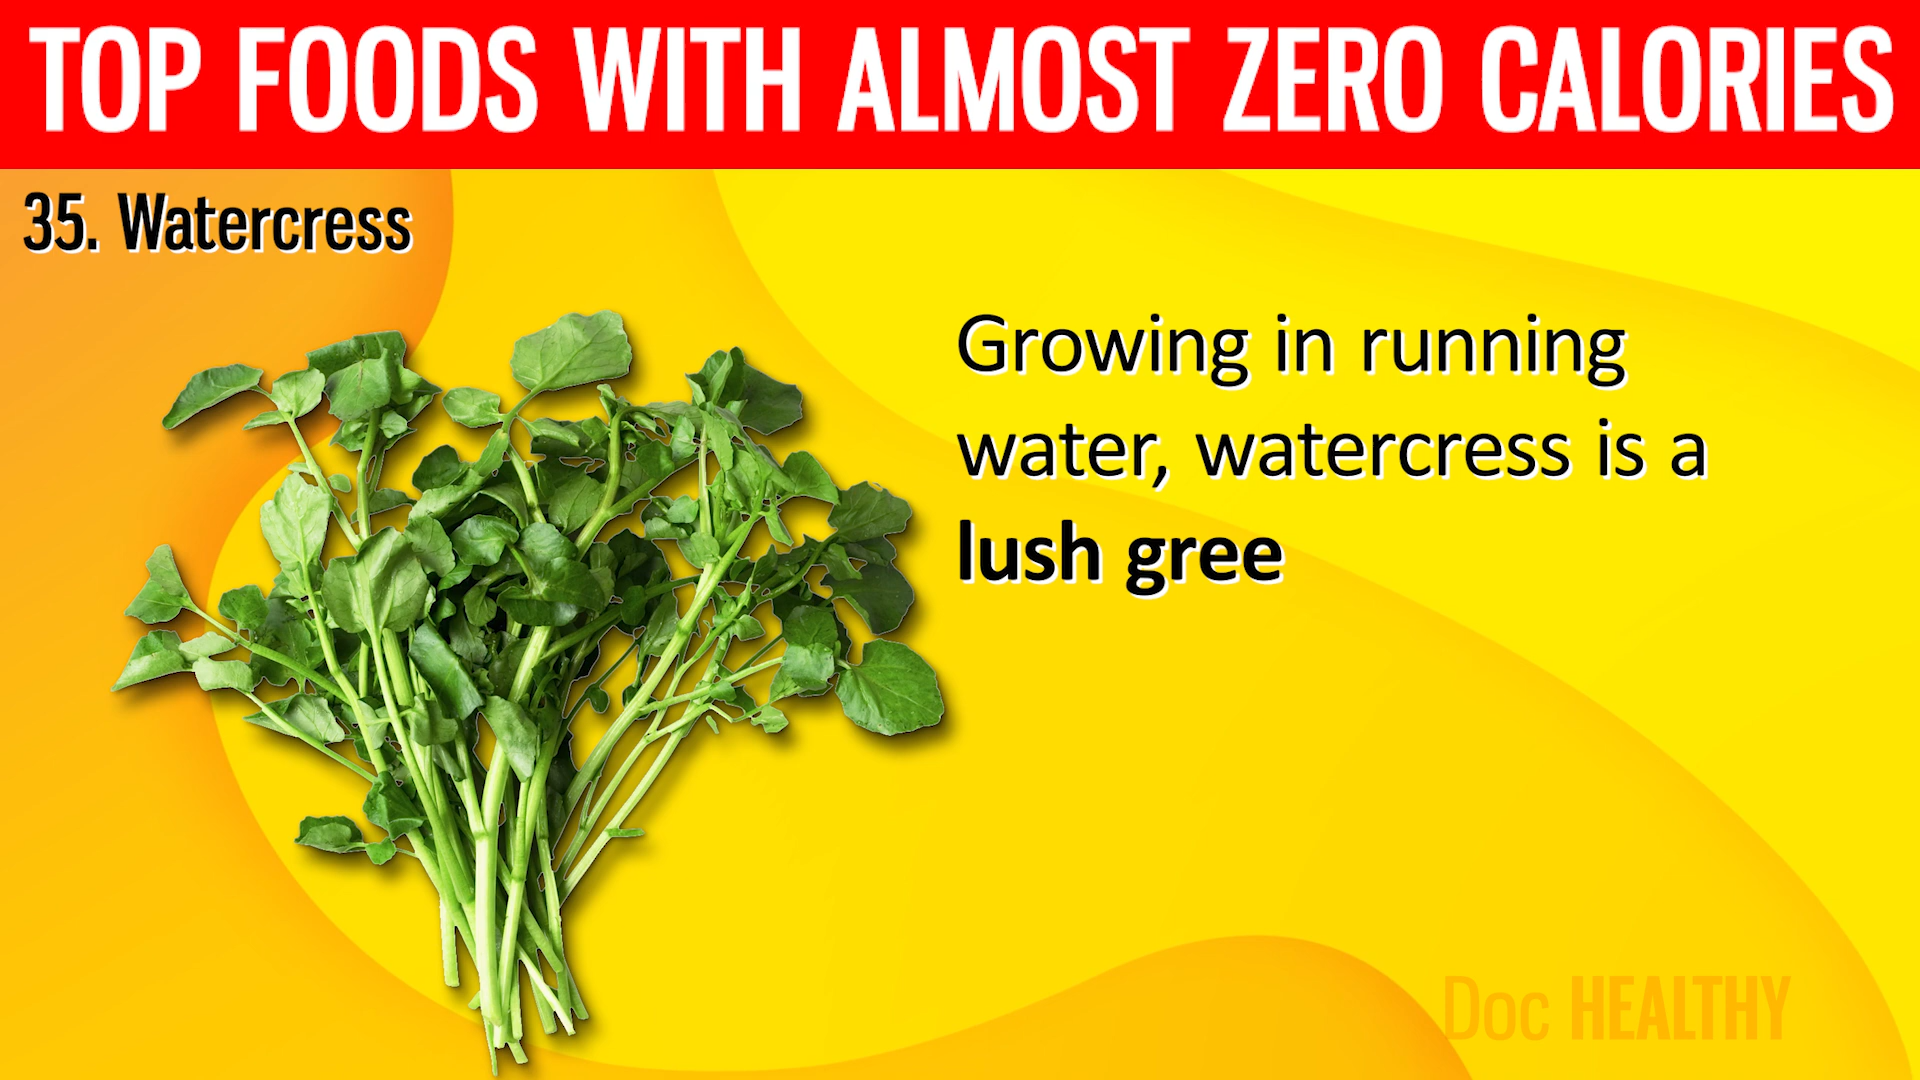 TOP FOODS WITH ALMOST ZERO CALORIES
35. Watercress
Growing in running
water, watercress is a
lush gree
Doc HEALTHY